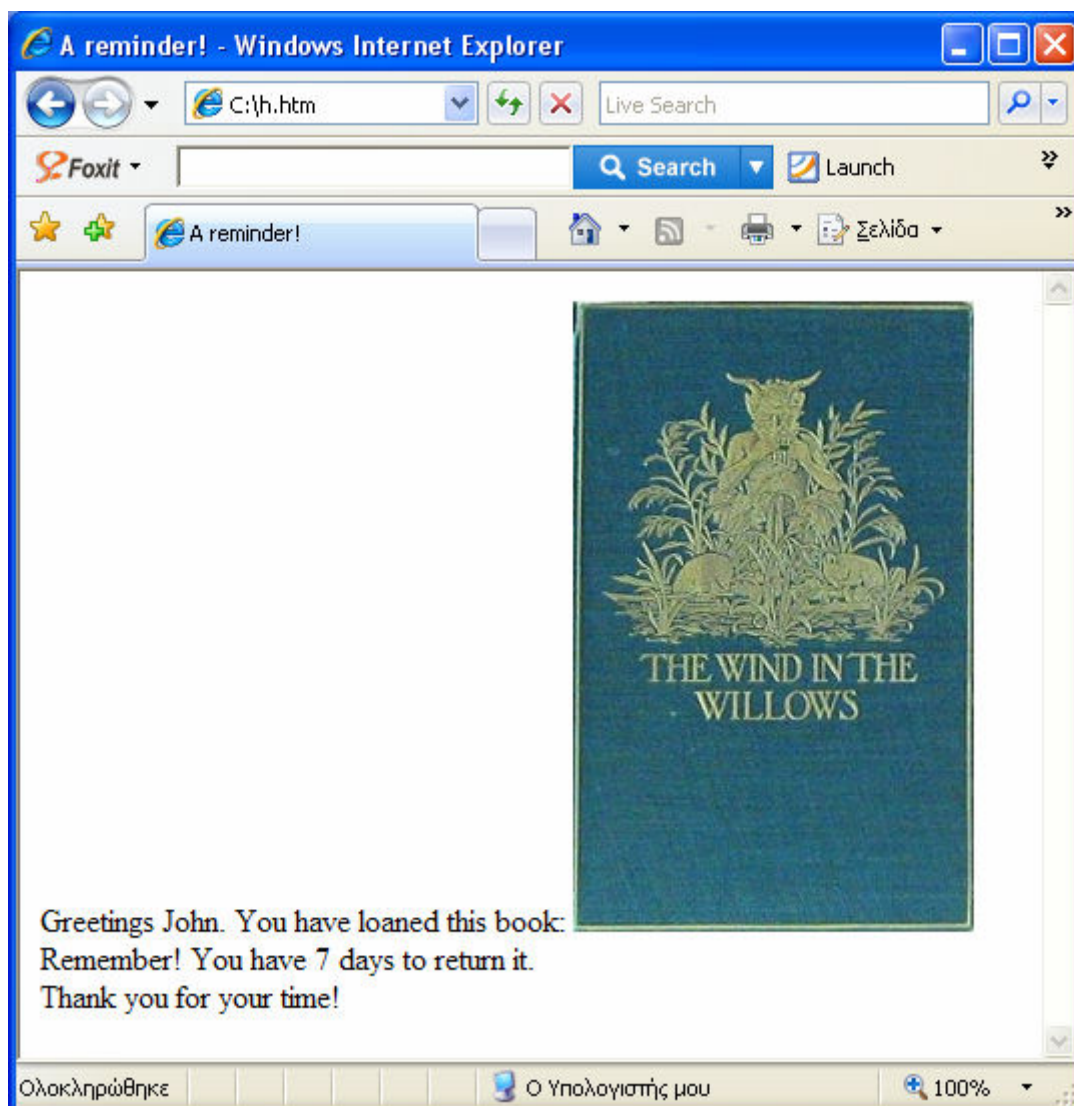 A reminder! - Windows Internet Explorer
C:\h.htm
Live Search
Foxit
Search
Launch
A reminder!
Σελίδα
THE WIND IN THE
WILLOWS
Greetings John. You have loaned this book:
Remember! You have 7 days to return it.
Thank you for your time!
Ολοκληρώθηκε
Ο Υπολογιστής μου
100%